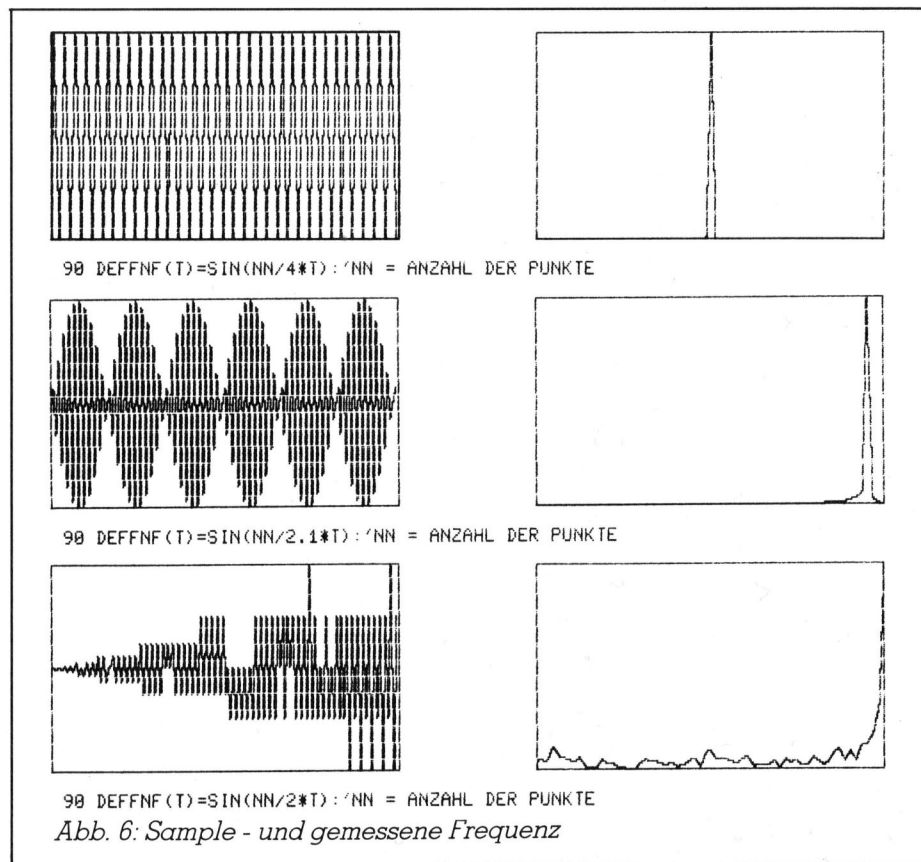 90 DEFFNF(T)=SIN(NN/4*T):'NN = ANZAHL DER PUNKTE
90 DEFFNF(T)=SIN(NN/2.1*T):'NN = ANZAHL DER PUNKTE
90 DEFFNF(T)=SIN(NN/2*T):'NN = ANZAHL DER PUNKTE
Abb. 6: Sample - und gemessene Frequenz